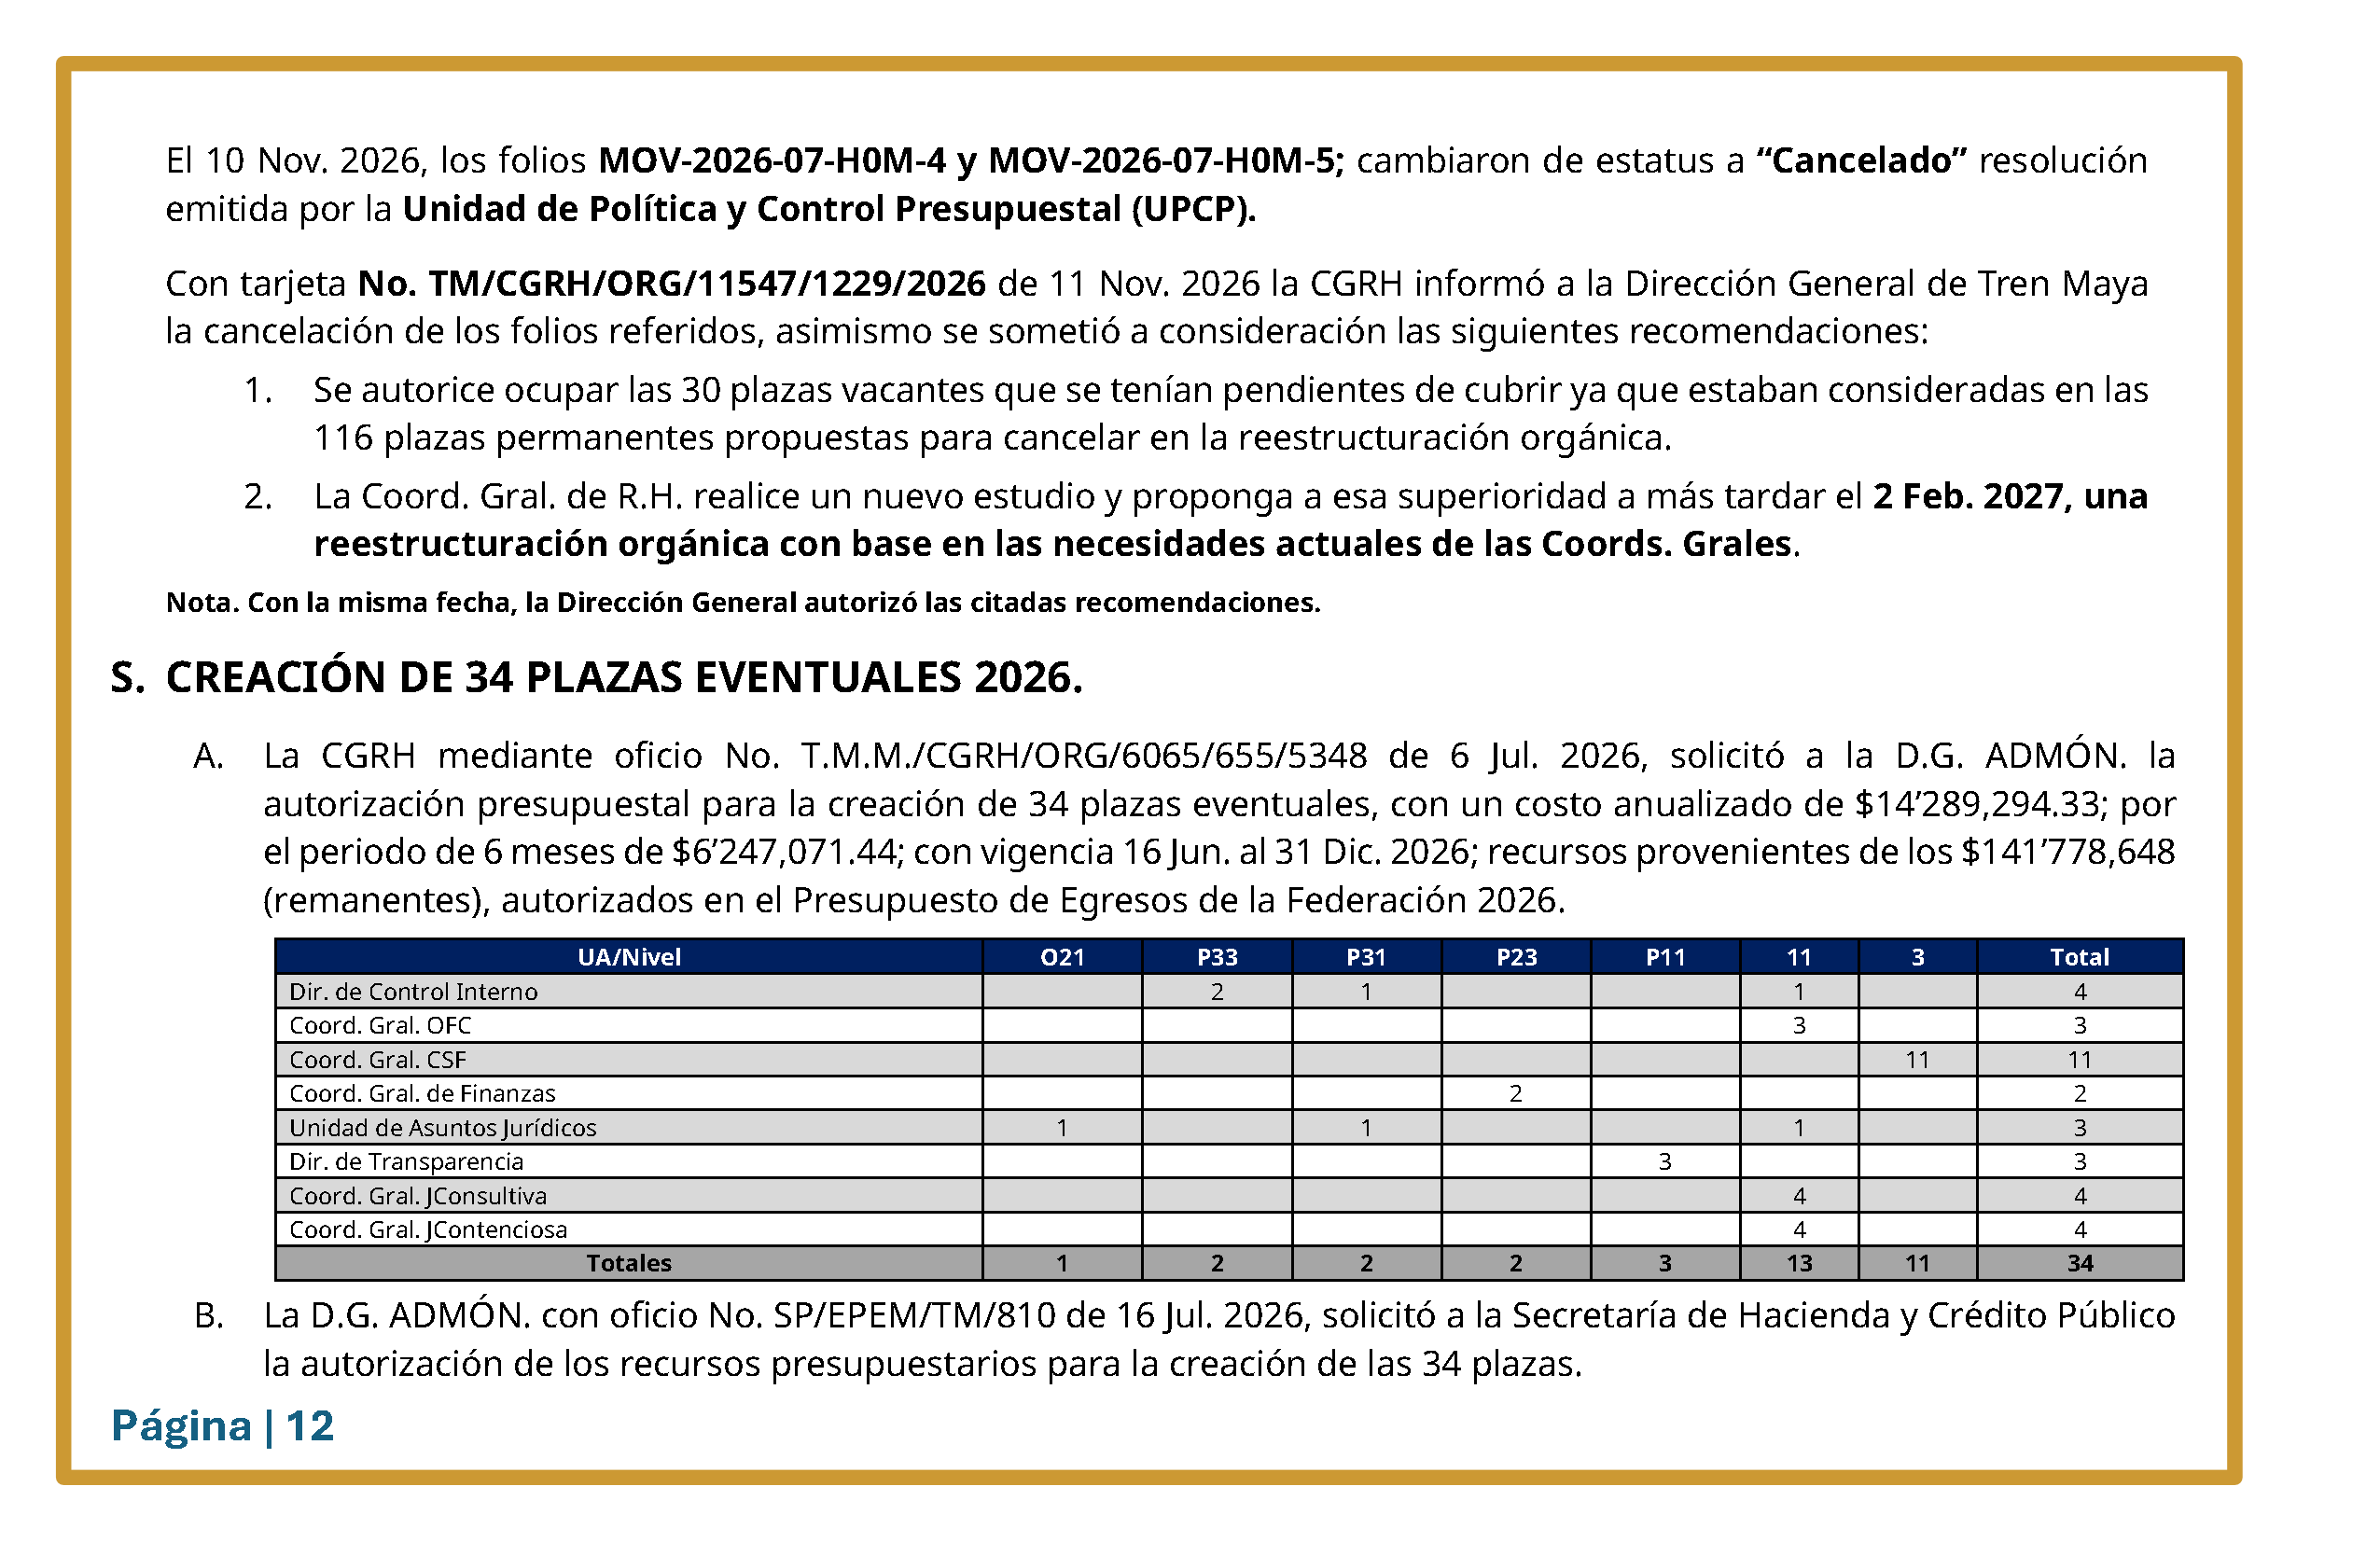 El 10 Nov. 2026, los folios MOV-2026-07-H0M-4 y MOV-2026-07-H0M-5; cambiaron de estatus a “Cancelado” resolución
emitida por la Unidad de Política y Control Presupuestal (UPCP).
Con tarjeta No. TM/CGRH/ORG/11547/1229/2026 de 11 Nov. 2026 la CGRH informó a la Dirección General de Tren Maya
la cancelación de los folios referidos, asimismo se sometió a consideración las siguientes recomendaciones:
1. Se autorice ocupar las 30 plazas vacantes que se tenían pendientes de cubrir ya que estaban consideradas en las
116 plazas permanentes propuestas para cancelar en la reestructuración orgánica.
2. La Coord. Gral. de R.H. realice un nuevo estudio y proponga a esa superioridad a más tardar el 2 Feb. 2027, una
reestructuración orgánica con base en las necesidades actuales de las Coords. Grales.
Nota. Con la misma fecha, la Dirección General autorizó las citadas recomendaciones.
S. CREACIÓN DE 34 PLAZAS EVENTUALES 2026.
A. La CGRH mediante oficio No. T.M.M./CGRH/ORG/6065/655/5348 de 6 Jul. 2026, solicitó a la D.G. ADMÓN. la
autorización presupuestal para la creación de 34 plazas eventuales, con un costo anualizado de $14’289,294.33; por
el periodo de 6 meses de $6’247,071.44; con vigencia 16 Jun. al 31 Dic. 2026; recursos provenientes de los $141’778,648
(remanentes), autorizados en el Presupuesto de Egresos de la Federación 2026.
UA/Nivel O21 P33 P31 P23 P11 11 3 Total
Dir. de Control Interno 2 1 1 4
Coord. Gral. OFC 3 3
Coord. Gral. CSF 11 11
Coord. Gral. de Finanzas 2 2
Unidad de Asuntos Jurídicos 1 1 1 3
Dir. de Transparencia 3 3
Coord. Gral. JConsultiva 4 4
Coord. Gral. JContenciosa 4 4
Totales 1 2 2 2 3 13 11 34
B. La D.G. ADMÓN. con oficio No. SP/EPEM/TM/810 de 16 Jul. 2026, solicitó a la Secretaría de Hacienda y Crédito Público
la autorización de los recursos presupuestarios para la creación de las 34 plazas.
Página | 12